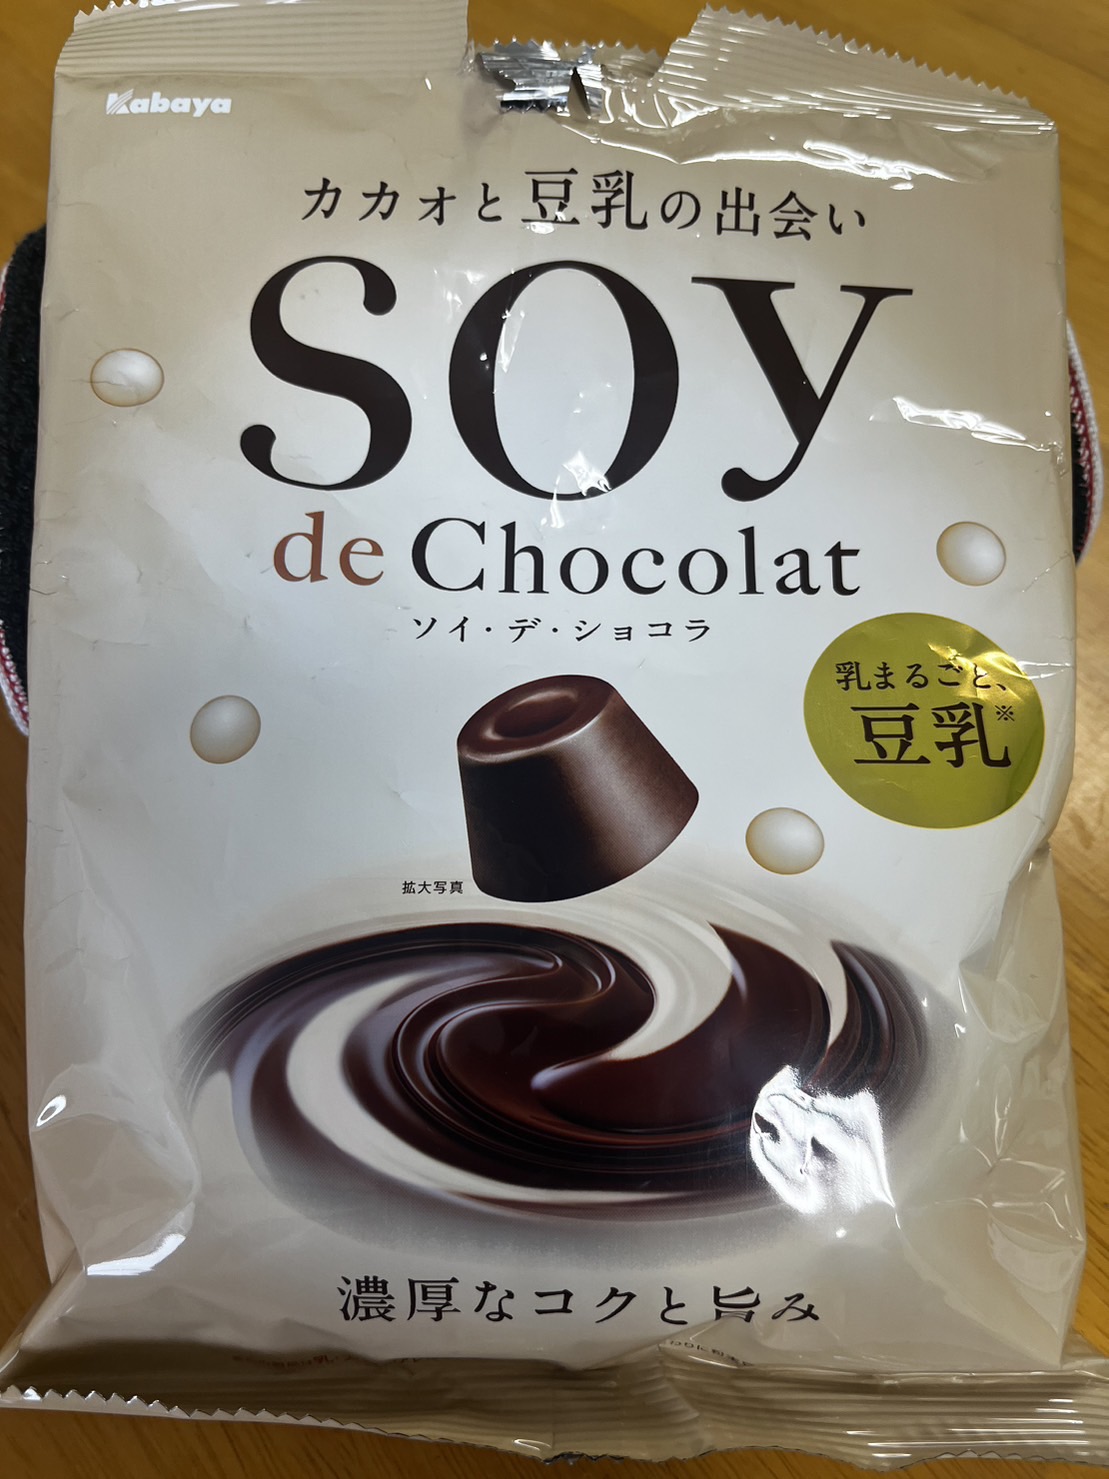 Kabaya
カカオと豆乳の出会い
SOY
de Chocolat
ソイ・デ・ショコラ
乳まるごと、
豆乳※
拡大写真
濃厚なコクと旨み